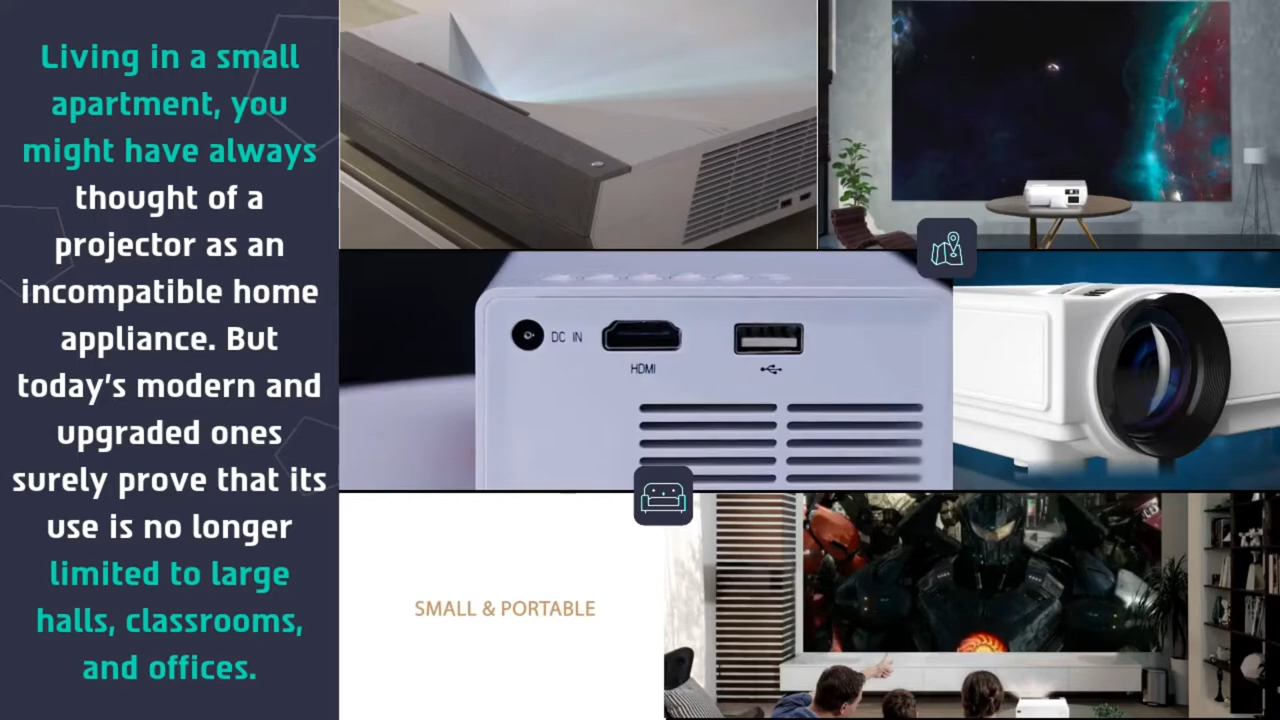 Living in a small
apartment, you
might have always
thought of a
projector as an
incompatible home
appliance. But
today's modern and
upgraded ones
surely prove that its
use is no longer
limited to large
halls, classrooms,
and offices.
DC IN
HDMI
SMALL & PORTABLE